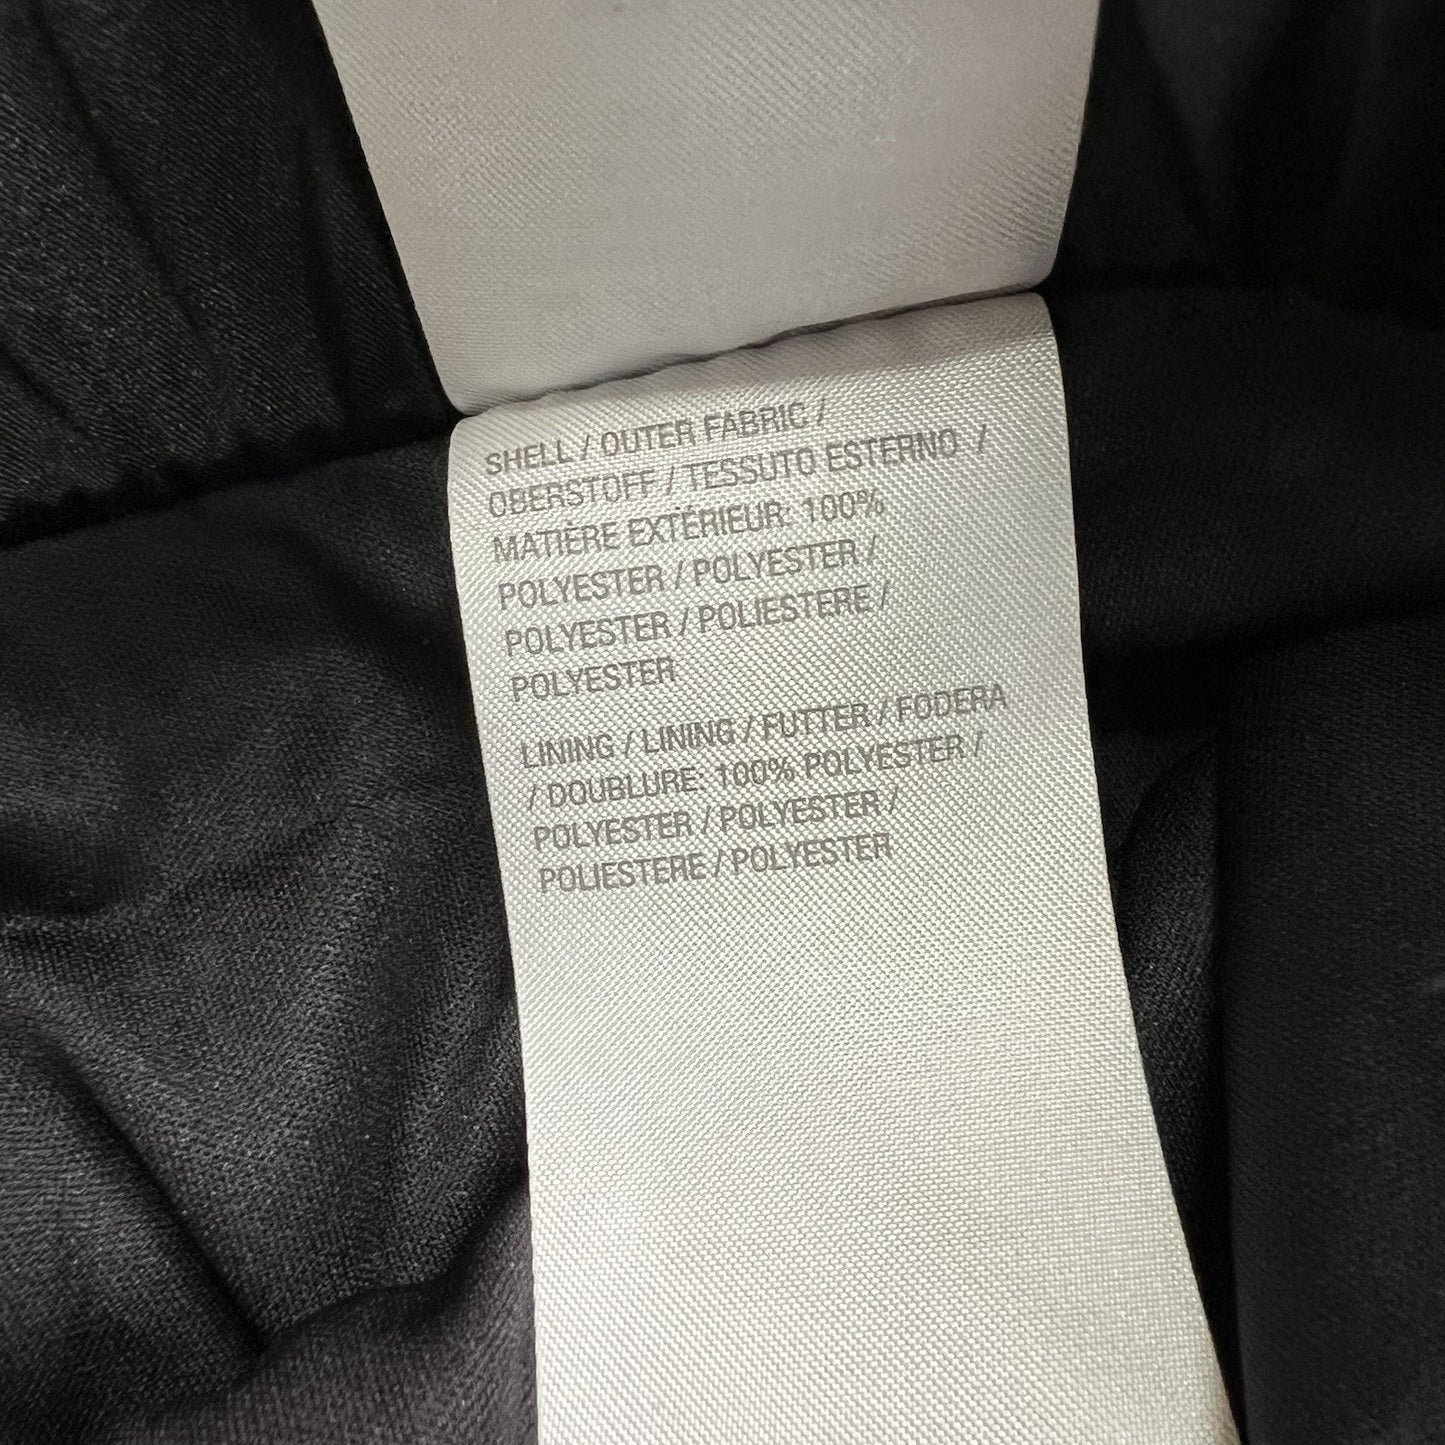 SHELL / OUTER FABRIC /
OBERSTOFF / TESSUTO ESTERNO /
MATIÈRE EXTÉRIEUR: 100%
POLYESTER / POLYESTER /
POLYESTER / POLIESTERE /
POLYESTER
LINING / LINING / FUTTER / FODERA
/ DOUBLURE: 100% POLYESTER /
POLYESTER / POLYESTER /
POLIESTERE / POLYESTER